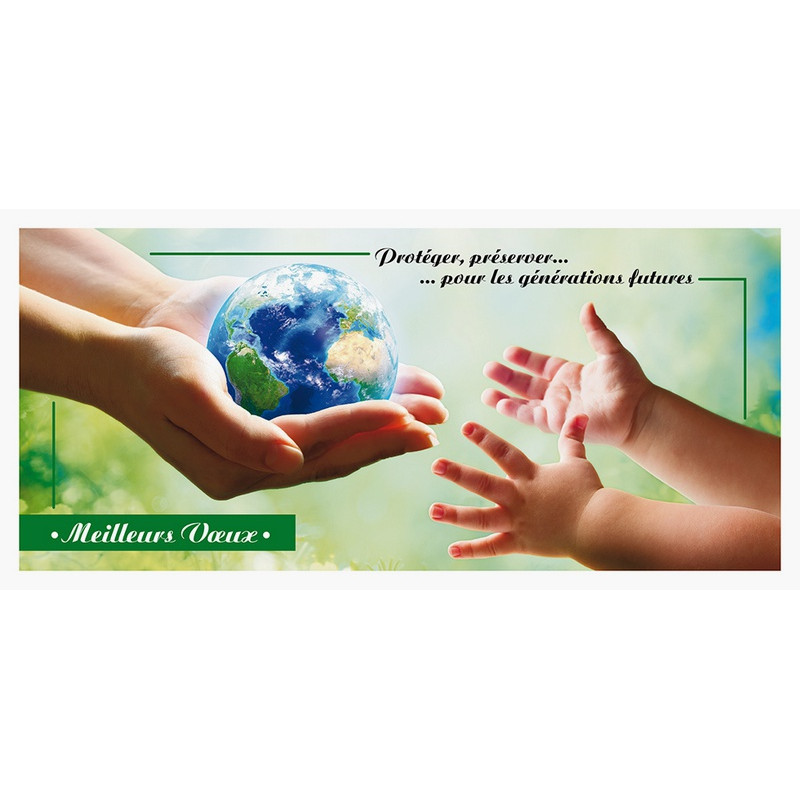 Protéger, préserver...
... pour les générations futures
• Meilleurs Vœux •